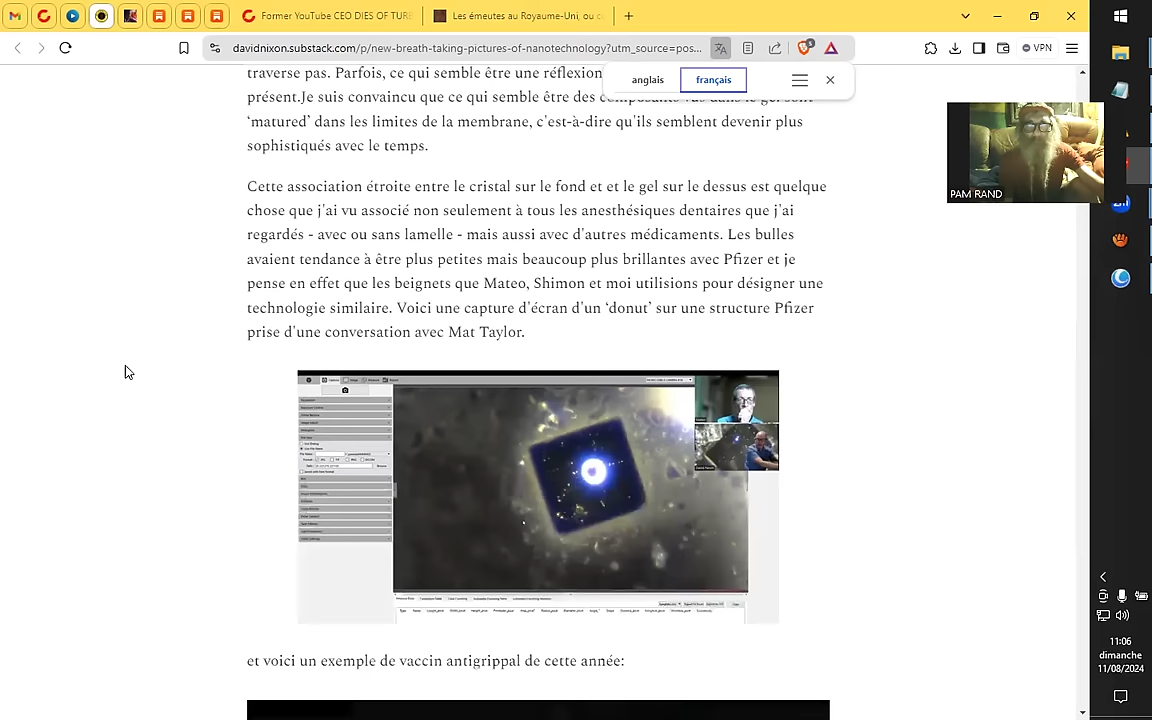 Former YouTube CEO DIES OF TURB
Les émeutes au Royaume-Uni, ou c
davidnixon.substack.com/p/new-breath-taking-pictures-of-nanotechnology?utm_source=pos...
VPN
anglais
français
traverse pas. Parfois, ce qui semble être une réflexion
présent.Je suis convaincu que ce qui semble être des composants vus dans le gel sont
‘matured’ dans les limites de la membrane, c'est-à-dire qu'ils semblent devenir plus
sophistiqués avec le temps.
Cette association étroite entre le cristal sur le fond et et le gel sur le dessus est quelque
chose que j'ai vu associé non seulement à tous les anesthésiques dentaires que j'ai
regardés - avec ou sans lamelle - mais aussi avec d'autres médicaments. Les bulles
avaient tendance à être plus petites mais beaucoup plus brillantes avec Pfizer et je
pense en effet que les beignets que Mateo, Shimon et moi utilisions pour désigner une
technologie similaire. Voici une capture d'écran d'un ‘donut’ sur une structure Pfizer
prise d'une conversation avec Mat Taylor.
et voici un exemple de vaccin antigrippal de cette année:
PAM RAND
zm
11:06
dimanche
11/08/2024